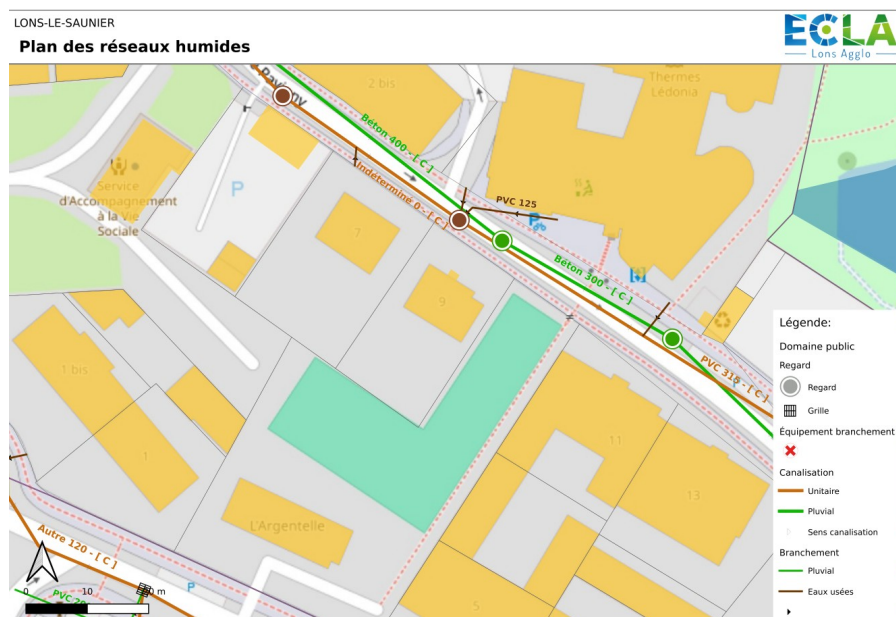 LONS-LE-SAUNIER
Plan des réseaux humides
ECLA
Lons Agglo
Pavigny
2 bis
Thermes
Lédonia
Béton 400 - [ C ]
P
Service
d'Accompagnement
à la Vie
Sociale
Indéterminé 0 - [ C ]
PVC 125
P
7
Béton 300 - [ C ]
9
Légende:
Domaine public
Regard
Regard
Grille
Équipement branchement
Canalisation
Unitaire
Pluvial
Sens canalisation
Branchement
Pluvial
Eaux usées
PVC 315 - [ C ]
1 bis
11
1
13
L'Argentelle
Autre 120 - [ C ]
P
0
10
m
5